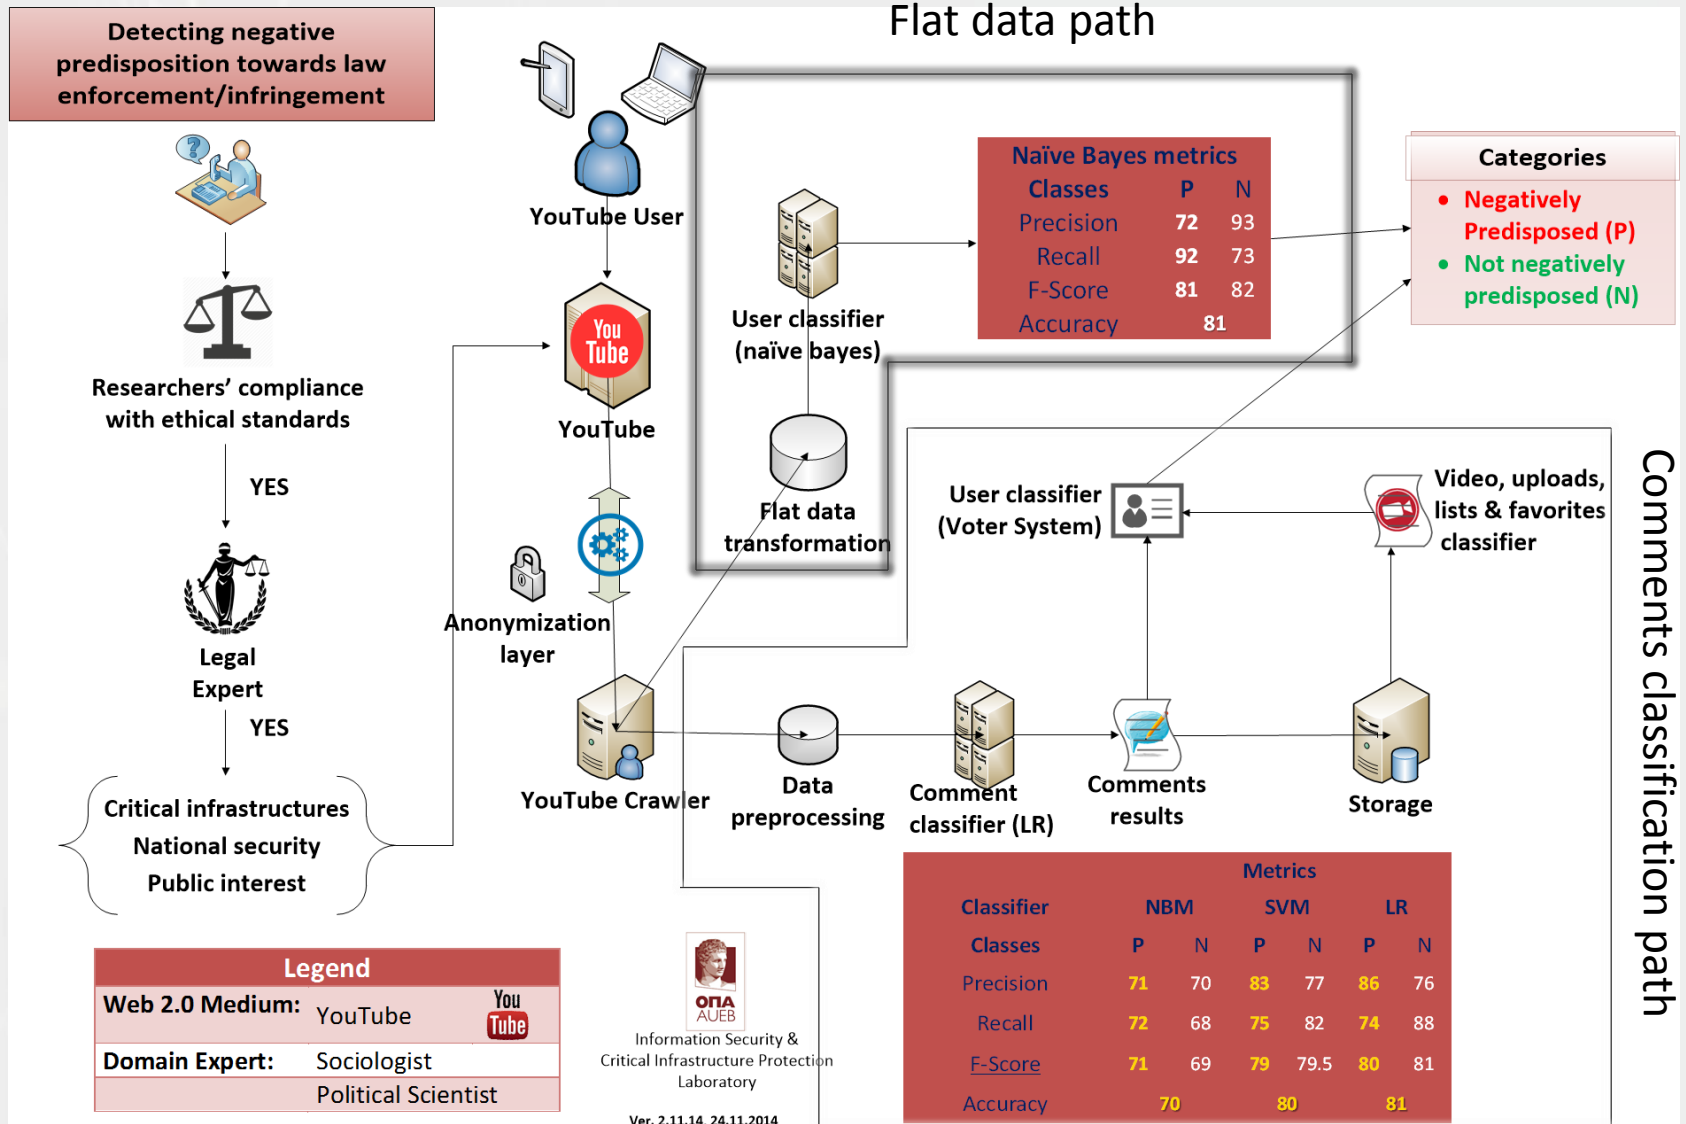 Flat data path
Detecting negative
predisposition towards law
enforcement/infringement
Researchers’ compliance
with ethical standards
YES
Legal
Expert
YES
Critical infrastructures
National security
Public interest
YouTube User
You
Tube
YouTube
Anonymization
layer
YouTube Crawler
User classifier
(naïve bayes)
Flat data
transformation
Naïve Bayes metrics
Classes P N
Precision 72 93
Recall 92 73
F-Score 81 82
Accuracy 81
Categories
• Negatively
Predisposed (P)
• Not negatively
predisposed (N)
User classifier
(Voter System)
Video, uploads,
lists & favorites
classifier
Data
preprocessing
Comment
classifier (LR)
Comments
results
Storage
Comments classification path
Metrics
Classifier NBM SVM LR
Classes P N P N P N
Precision 71 70 83 77 86 76
Recall 72 68 75 82 74 88
F-Score 71 69 79 79.5 80 81
Accuracy 70 80 81
Legend
Web 2.0 Medium: YouTube
You
Tube
Domain Expert: Sociologist
Political Scientist
ΟΠΑ
AUEB
Information Security &
Critical Infrastructure Protection
Laboratory
Ver. 2.11.14, 24.11.2014